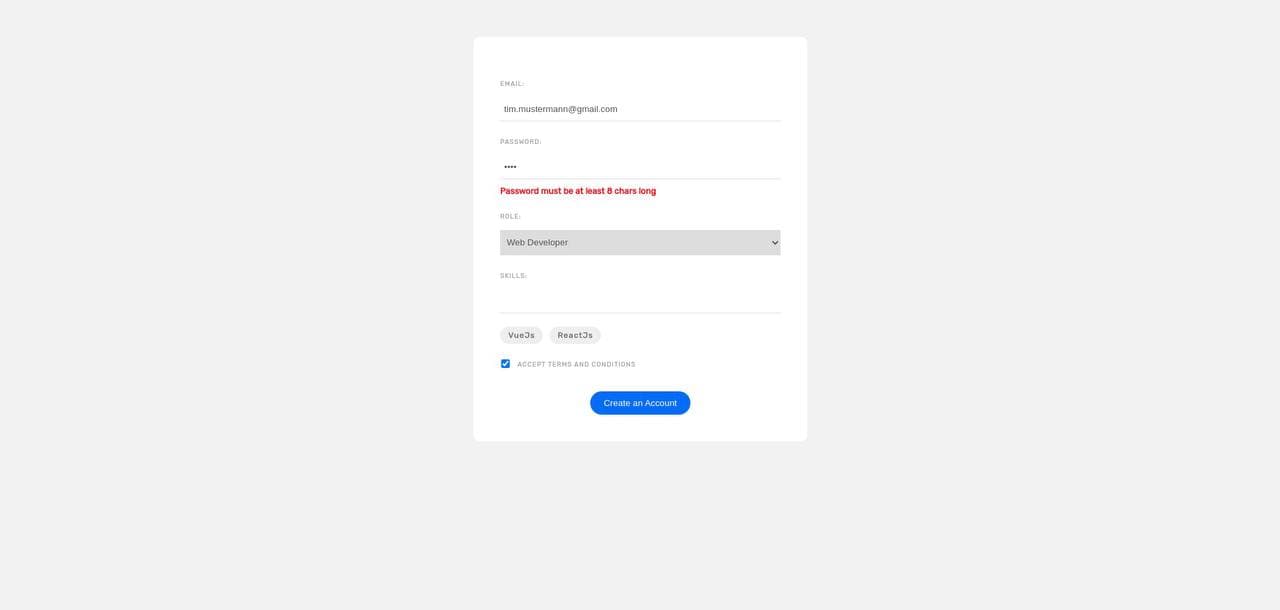 EMAIL:
tim.mustermann@gmail.com
PASSWORD:
••••
Password must be at least 8 chars long
ROLE:
Web Developer
SKILLS:
VueJs ReactJs
ACCEPT TERMS AND CONDITIONS
Create an Account